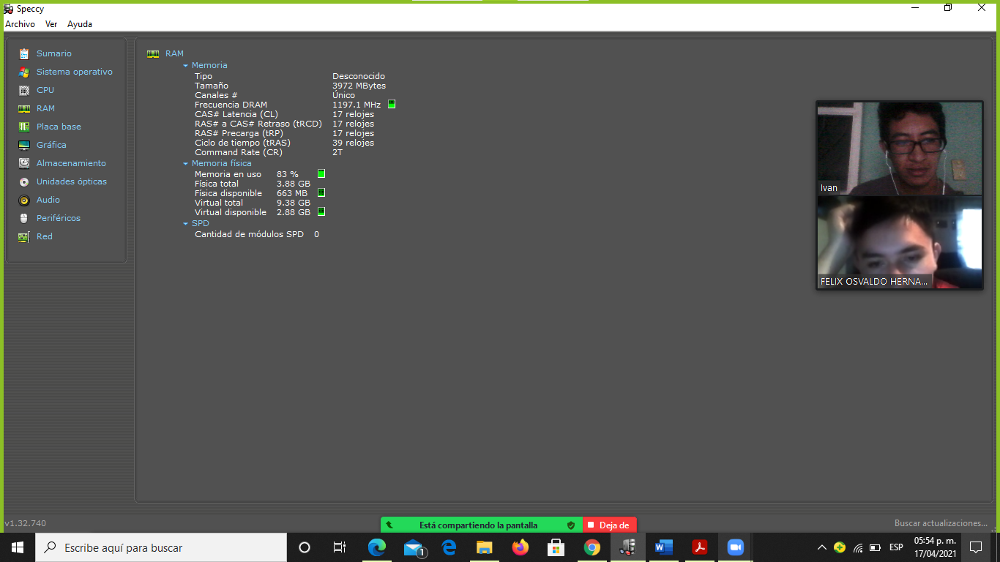 Speccy
Archivo Ver Ayuda
Sumario
Sistema operativo
CPU
RAM
Placa base
Gráfica
Almacenamiento
Unidades ópticas
Audio
Periféricos
Red
RAM
Memoria
Tipo Desconocido
Tamaño 3972 MBytes
Canales # Único
Frecuencia DRAM 1197.1 MHz
CAS# Latencia (CL) 17 relojes
RAS# a CAS# Retraso (tRCD) 17 relojes
RAS# Precarga (tRP) 17 relojes
Ciclo de tiempo (tRAS) 39 relojes
Command Rate (CR) 2T
Memoria física
Memoria en uso 83 %
Física total 3.88 GB
Física disponible 663 MB
Virtual total 9.38 GB
Virtual disponible 2.88 GB
SPD
Cantidad de módulos SPD 0
Ivan
FELIX OSVALDO HERNA...
v1.32.740
Buscar actualizaciones...
Está compartiendo la pantalla Deja de
Escribe aquí para buscar
1
ESP
05:54 p. m.
17/04/2021